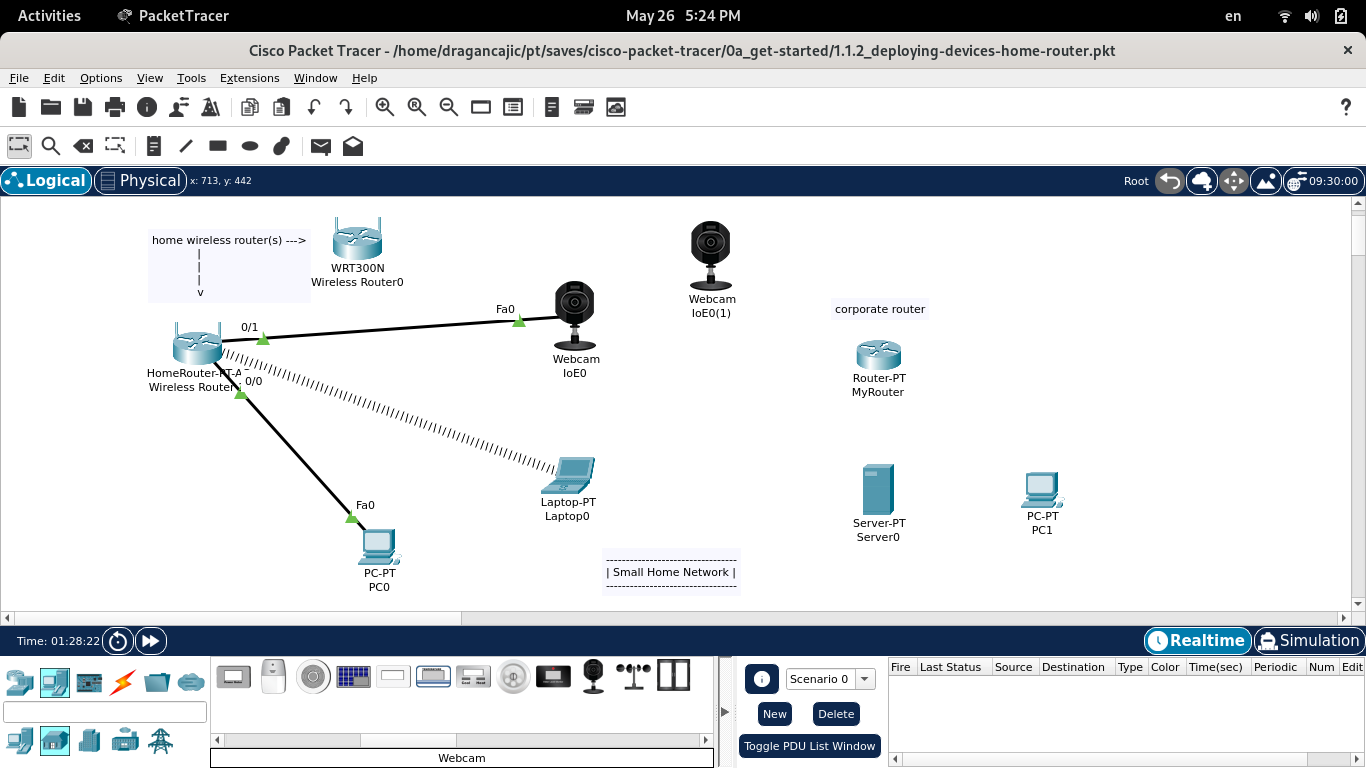 Activities PacketTracer May 26 5:24 PM en
Cisco Packet Tracer - /home/dragancajic/pt/saves/cisco-packet-tracer/0a_get-started/1.1.2_deploying-devices-home-router.pkt
File Edit Options View Tools Extensions Window Help
Logical Physical x: 713, y: 442 Root 09:30:00
home wireless router(s) --->
|
|
|
v
WRT300N
Wireless Router0
Webcam
IoE0(1)
corporate router
Fa0
0/1
Webcam
IoE0
HomeRouter-PT-A
Wireless Router
0/0
Router-PT
MyRouter
Laptop-PT
Laptop0
Fa0
Server-PT
Server0
PC-PT
PC1
PC-PT
PC0
--------------------------------
| Small Home Network |
--------------------------------
Time: 01:28:22 Realtime Simulation
Scenario 0
New Delete
Toggle PDU List Window
Fire Last Status Source Destination Type Color Time(sec) Periodic Num Edit
Webcam